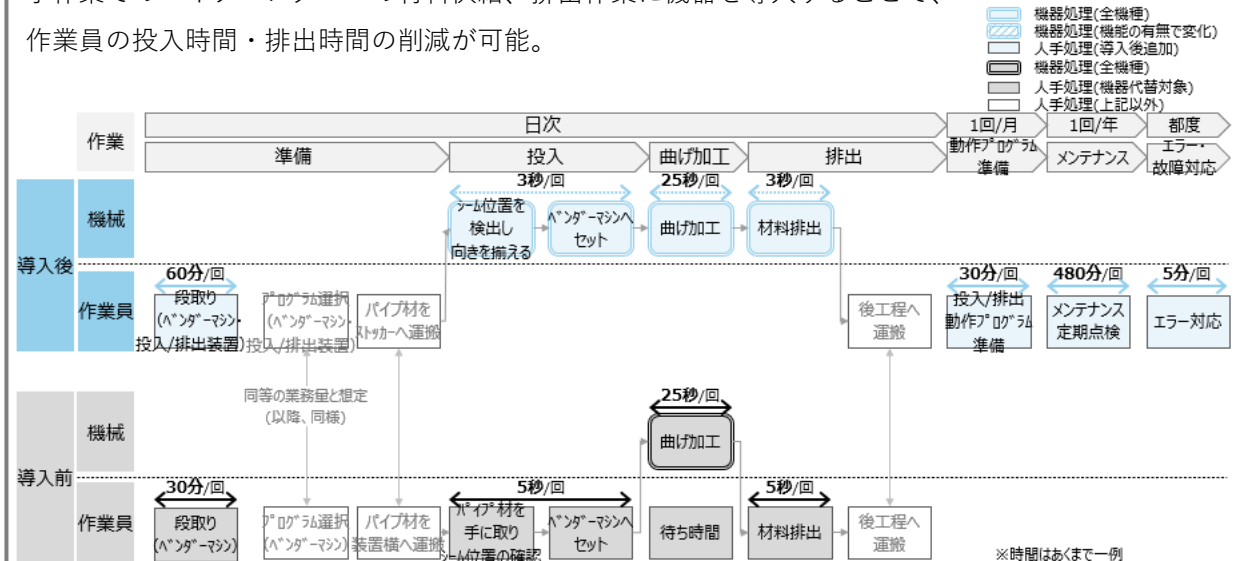 作業員の投入時間・排出時間の削減が可能。
機器処理(全機種)
機器処理(機能の有無で変化)
人手処理(導入後追加)
機器処理(全機種)
人手処理(機器代替対象)
人手処理(上記以外)
作業
日次
1回/月
1回/年
都度
準備
投入
曲げ加工
排出
動作ﾌﾟﾛｸﾞﾗﾑ
準備
メンテナンス
エラー・
故障対応
導入後
機械
3秒/回
25秒/回
3秒/回
ｼｰﾑ位置を
検出し
向きを揃える
ﾍﾞﾝﾀﾞｰﾏｼﾝへ
セット
曲げ加工
材料排出
作業員
60分/回
段取り
(ﾍﾞﾝﾀﾞｰﾏｼﾝ・
投入/排出装置)
ﾌﾟﾛｸﾞﾗﾑ選択
(ﾍﾞﾝﾀﾞｰﾏｼﾝ・
投入/排出装置)
パイプ材を
ｽﾄｯｶｰへ運搬
後工程へ
運搬
30分/回
投入/排出
動作ﾌﾟﾛｸﾞﾗﾑ
準備
480分/回
メンテナンス
定期点検
5分/回
エラー対応
同等の業務量と想定
(以降、同様)
導入前
機械
25秒/回
曲げ加工
作業員
30分/回
段取り
(ﾍﾞﾝﾀﾞｰﾏｼﾝ)
ﾌﾟﾛｸﾞﾗﾑ選択
(ﾍﾞﾝﾀﾞｰﾏｼﾝ)
パイプ材を
装置横へ運搬
5秒/回
ﾊﾟｲﾌﾟ材を
手に取り
ｼｰﾑ位置の確認
ﾍﾞﾝﾀﾞｰﾏｼﾝへ
セット
待ち時間
5秒/回
材料排出
後工程へ
運搬
※時間はあくまで一例